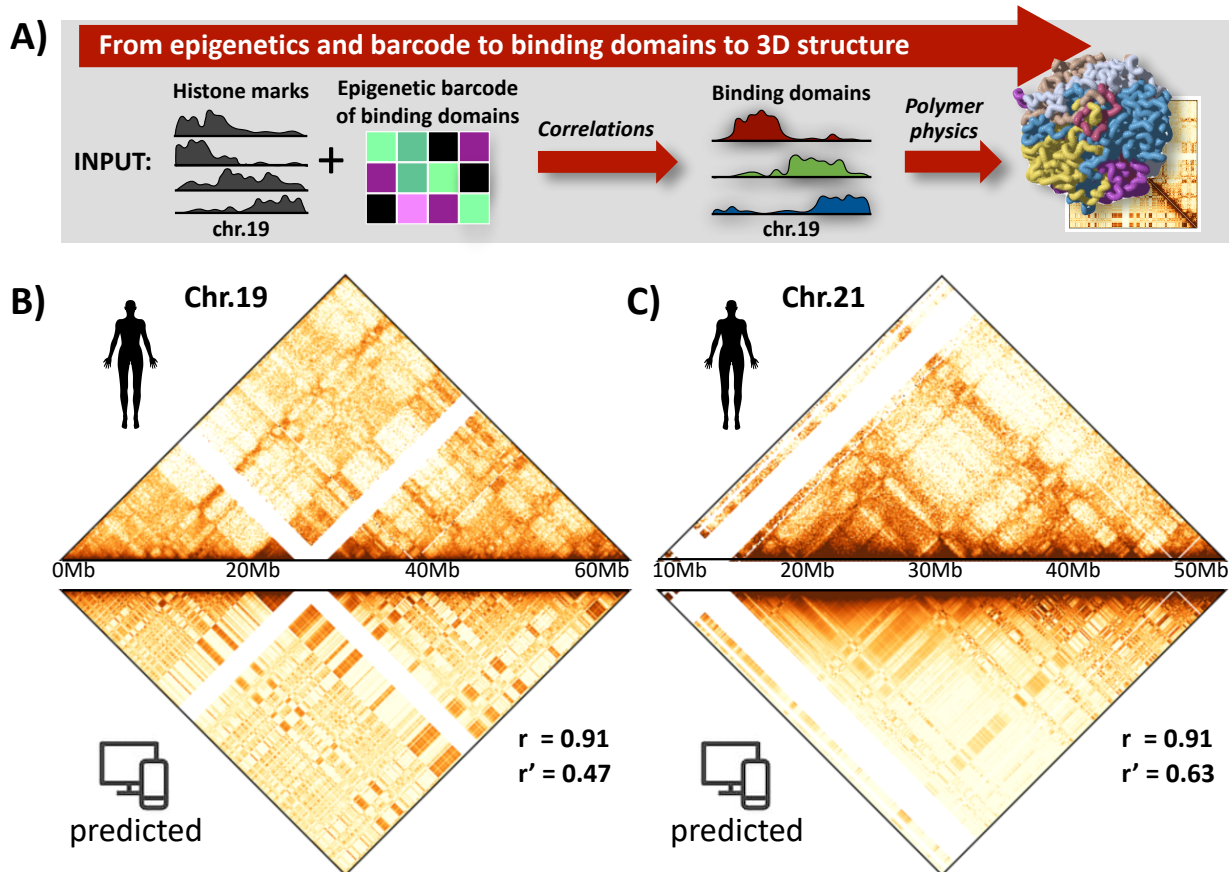 A)
From epigenetics and barcode to binding domains to 3D structure
Histone marks
Epigenetic barcode
of binding domains
Correlations
Binding domains
Polymer
physics
INPUT:
+
chr.19
chr.19
B)
Chr.19
0Mb 20Mb 40Mb 60Mb
r = 0.91
r’ = 0.47
predicted
C)
Chr.21
10Mb 20Mb 30Mb 40Mb 50Mb
r = 0.91
r’ = 0.63
predicted